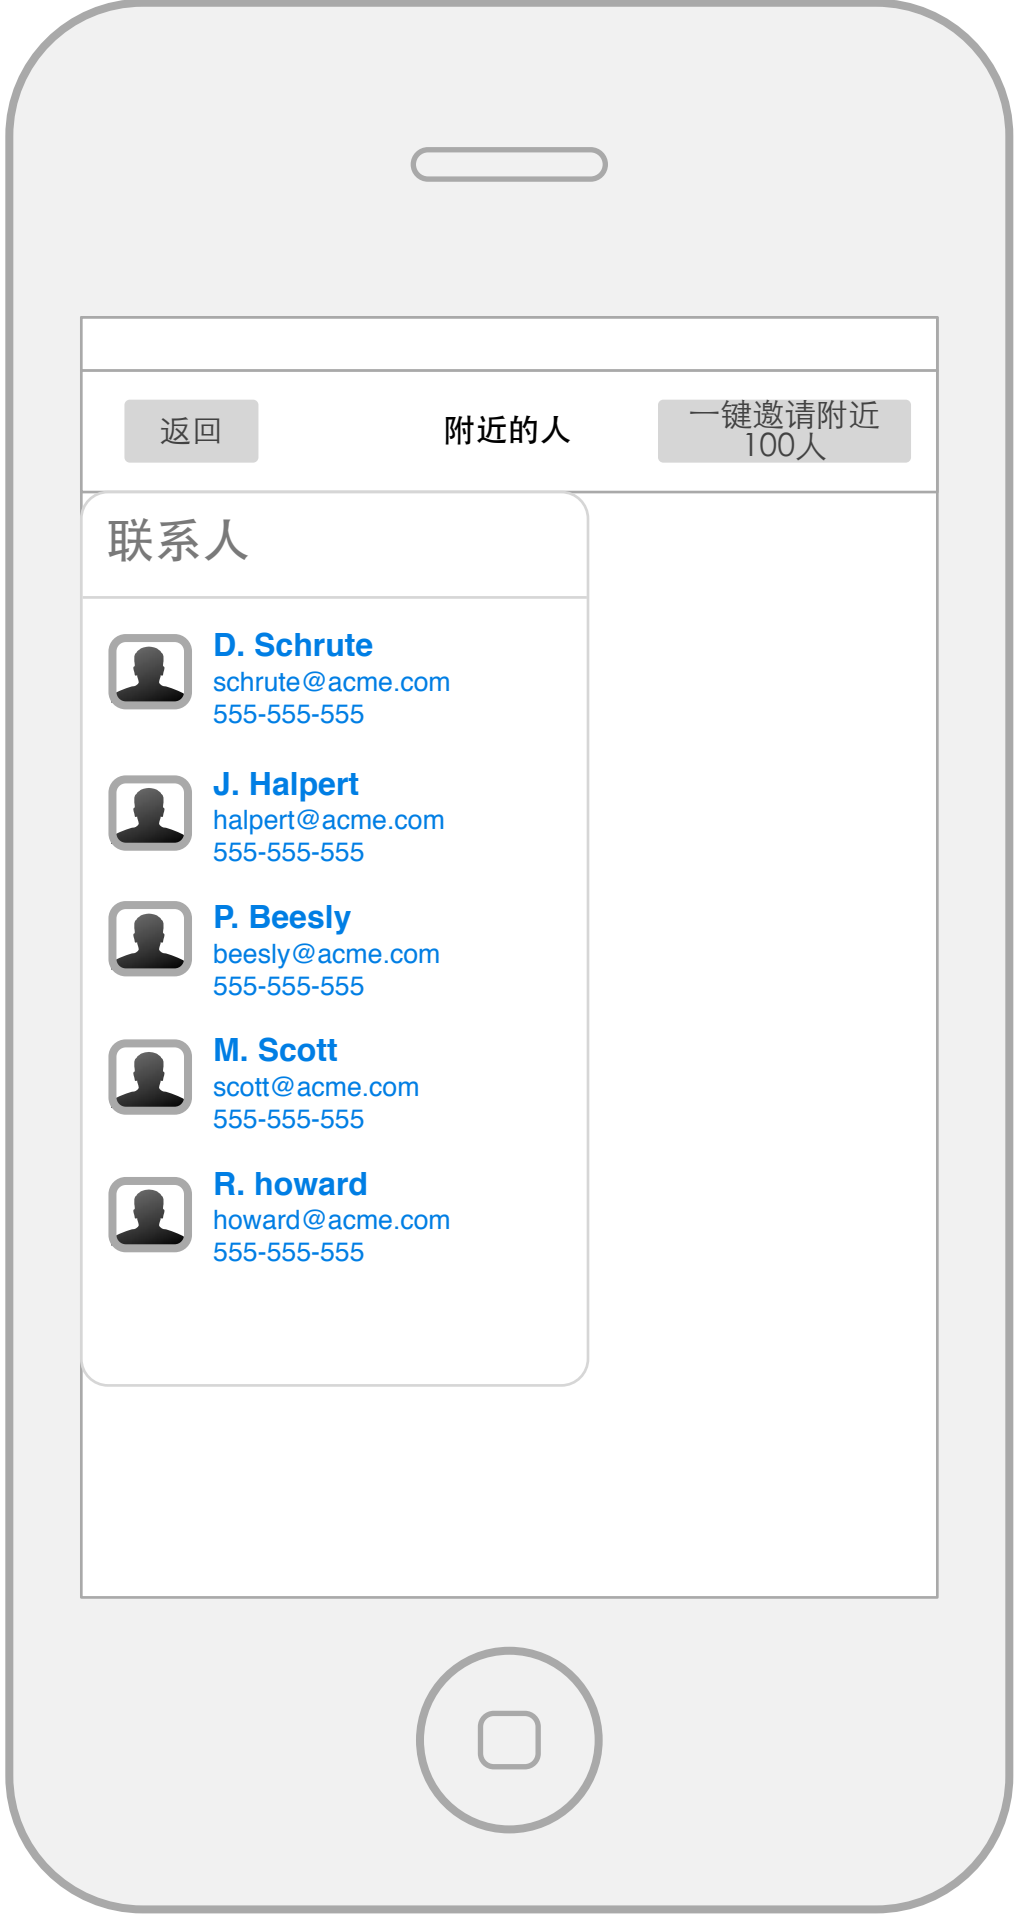 返回
附近的人
一键邀请附近
100人
联系人
D. Schrute
schrute@acme.com
555-555-555
J. Halpert
halpert@acme.com
555-555-555
P. Beesly
beesly@acme.com
555-555-555
M. Scott
scott@acme.com
555-555-555
R. howard
howard@acme.com
555-555-555